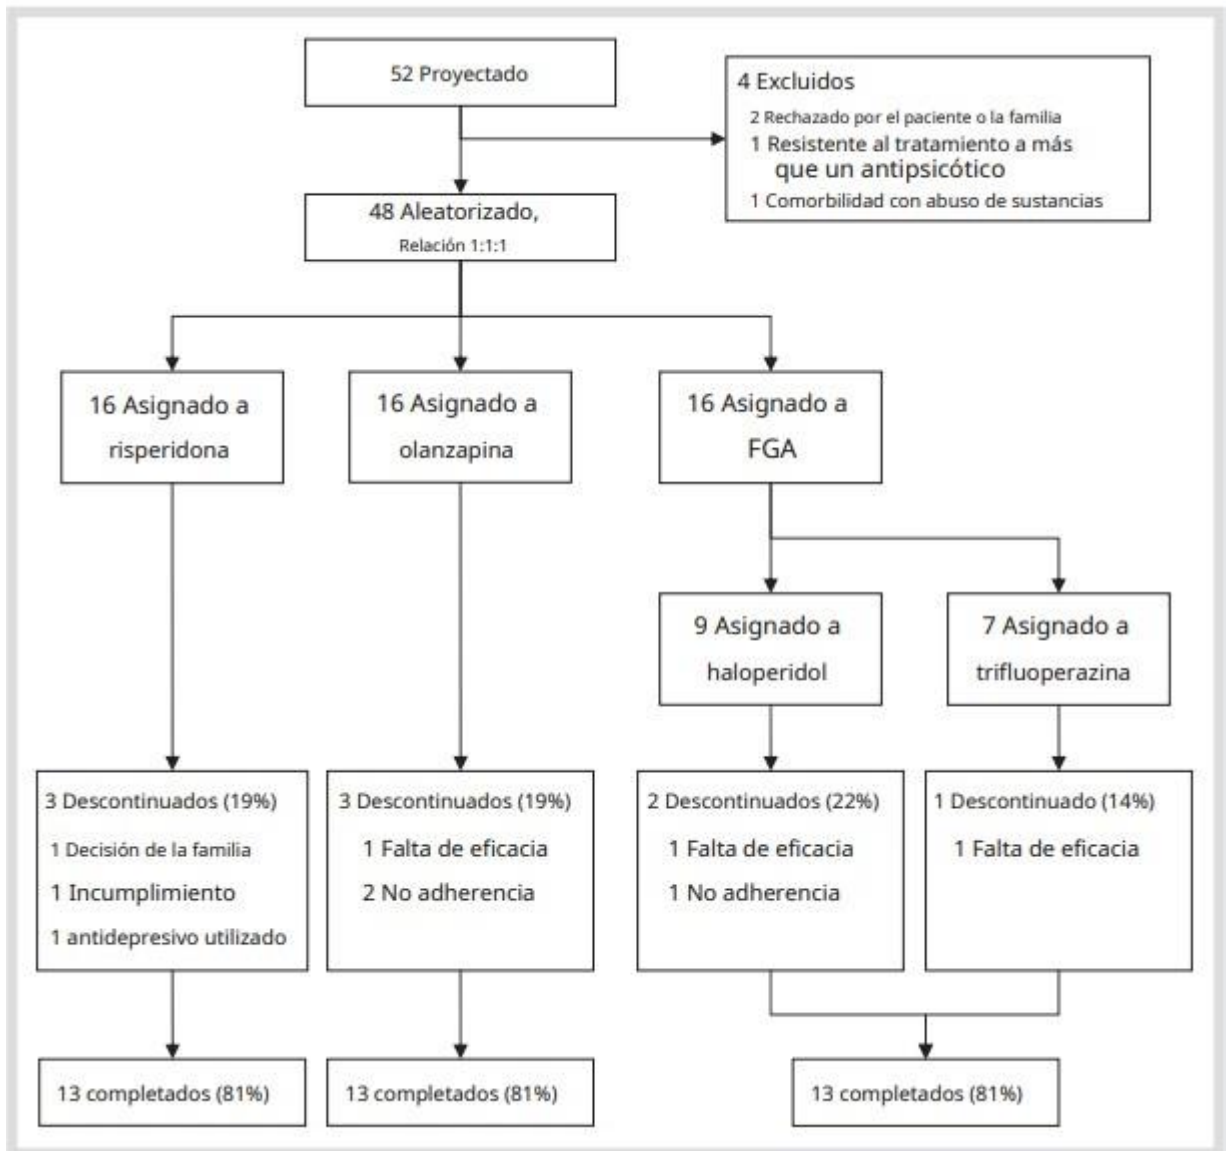 52 Proyectado
4 Excluidos
2 Rechazado por el paciente o la familia
1 Resistente al tratamiento a más
que un antipsicótico
1 Comorbilidad con abuso de sustancias
48 Aleatorizado,
Relación 1:1:1
16 Asignado a
risperidona
16 Asignado a
olanzapina
16 Asignado a
FGA
9 Asignado a
haloperidol
7 Asignado a
trifluoperazina
3 Descontinuados (19%)
1 Decisión de la familia
1 Incumplimiento
1 antidepresivo utilizado
3 Descontinuados (19%)
1 Falta de eficacia
2 No adherencia
2 Descontinuados (22%)
1 Falta de eficacia
1 No adherencia
1 Descontinuado (14%)
1 Falta de eficacia
13 completados (81%)
13 completados (81%)
13 completados (81%)